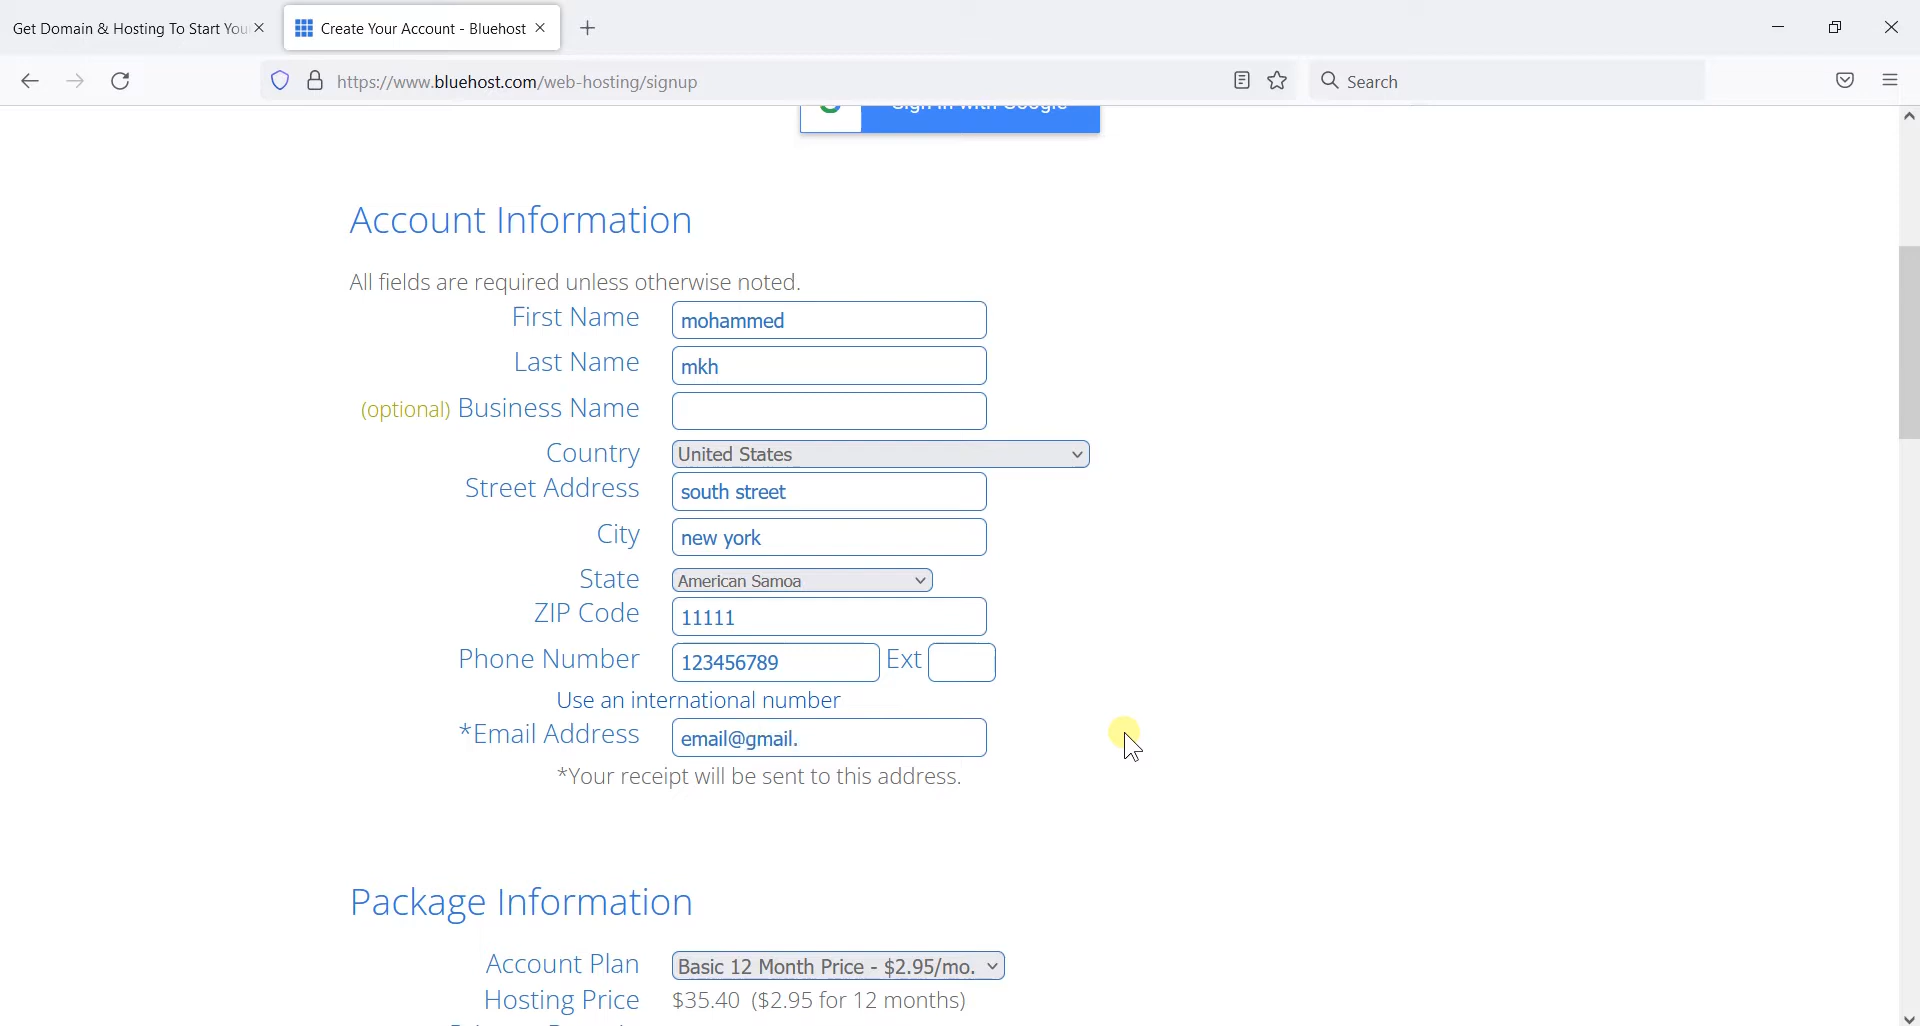 Get Domain & Hosting To Start You
Create Your Account - Bluehost
https://www.bluehost.com/web-hosting/signup
Search
Sign in with Google
Account Information
All fields are required unless otherwise noted.
First Name mohammed
Last Name mkh
(optional) Business Name
Country United States
Street Address south street
City new york
State American Samoa
ZIP Code 11111
Phone Number 123456789 Ext
Use an international number
*Email Address email@gmail.
*Your receipt will be sent to this address.
Package Information
Account Plan Basic 12 Month Price - $2.95/mo.
Hosting Price $35.40 ($2.95 for 12 months)